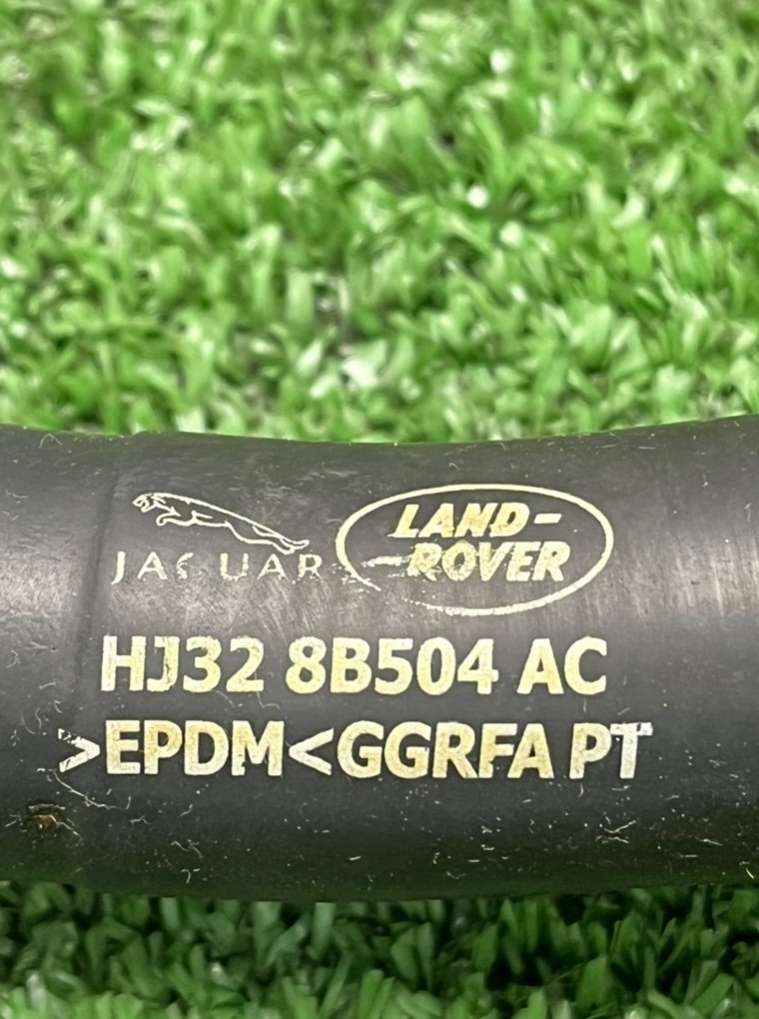 JAGUAR
LAND-
ROVER
HJ32 8B504 AC
>EPDM<GGRFA PT